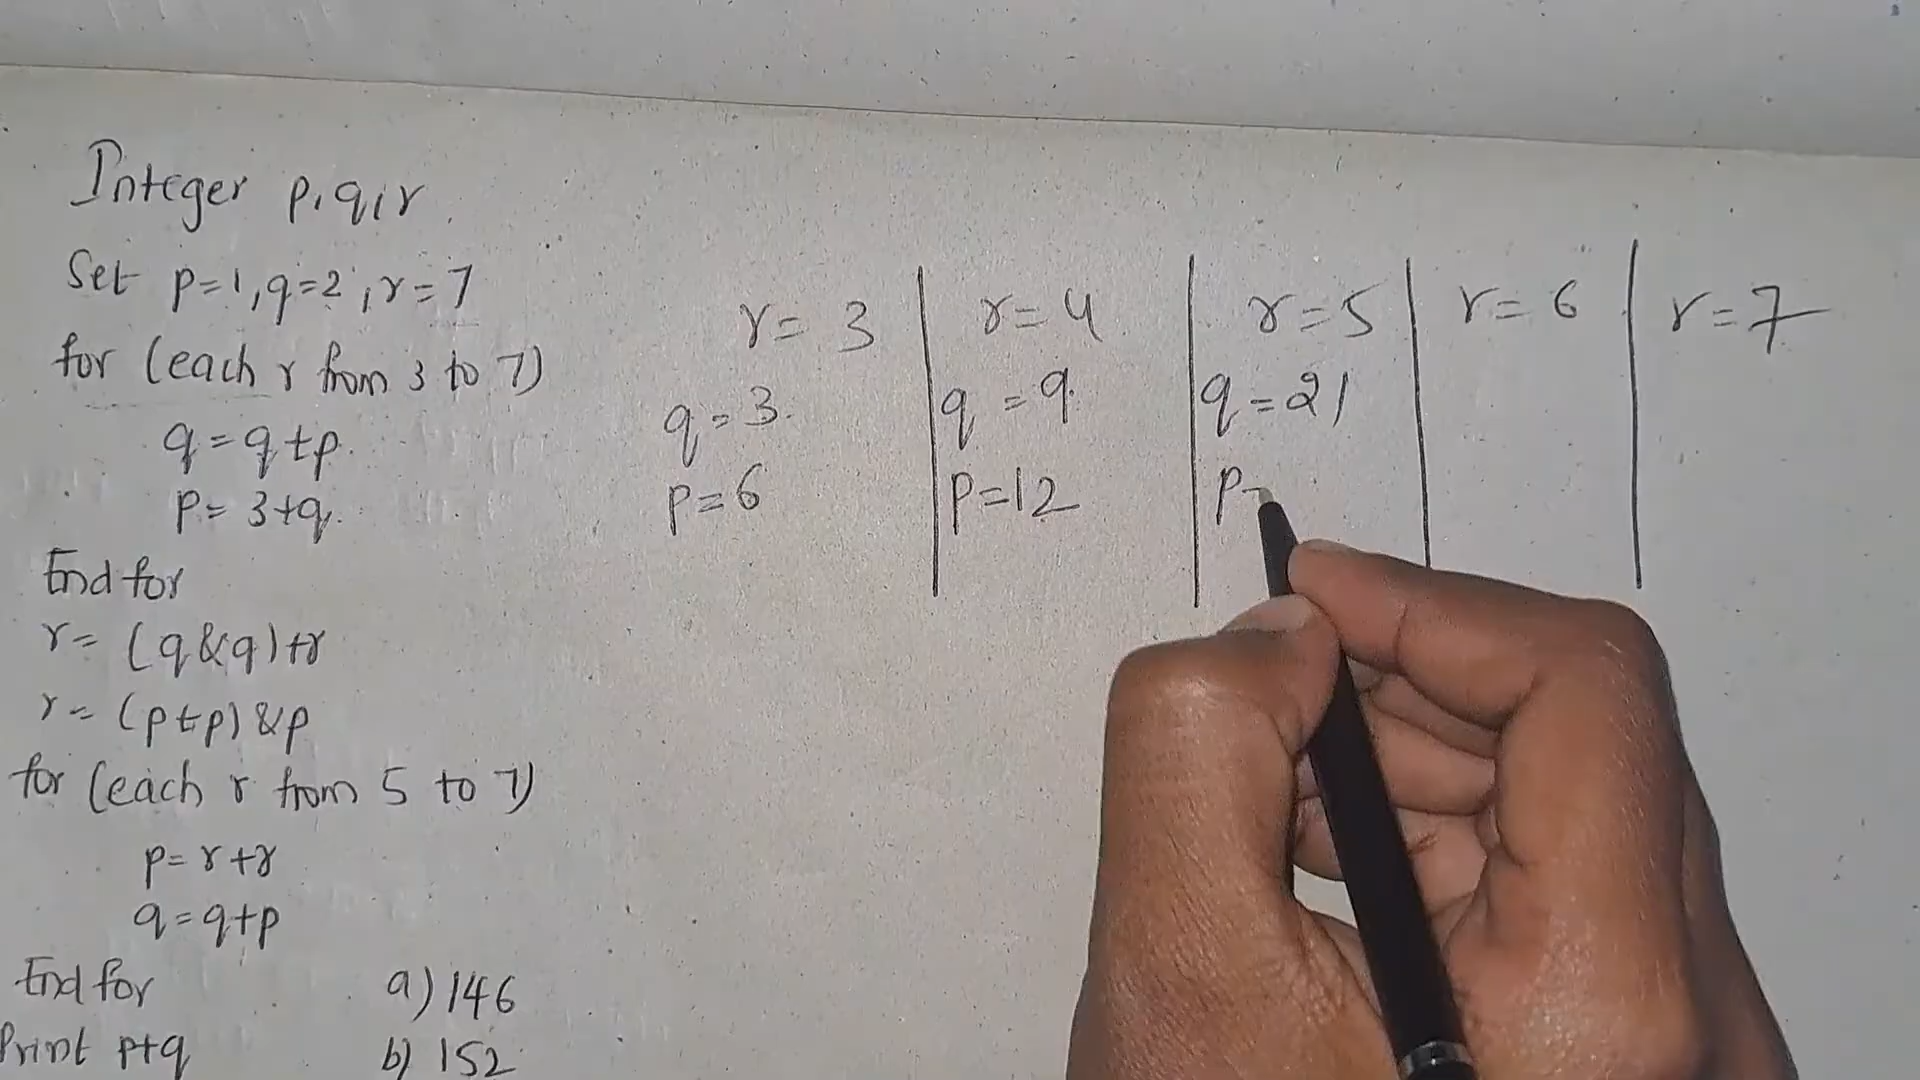 Integer p,q,r
Set p=1,q=2,r=7
for (each r from 3 to 7)
q=q+p
p=3+q
End for
r=(q&q)+r
r=(p+p)&p
for (each r from 5 to 7)
p=r+r
q=q+p
End for
Print p+q
a) 146
b) 152
r=3
q=3
p=6
r=4
q=9
p=12
r=5
q=21
p=
r=6
r=7